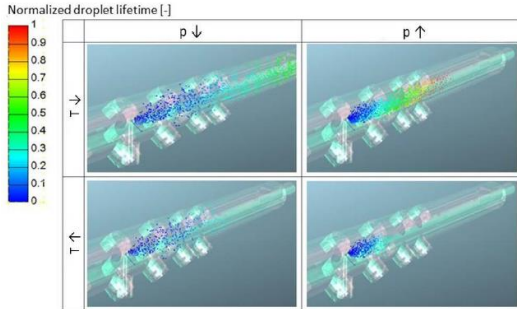 Normalized droplet lifetime [-]
p ↓
p ↑
1
0.9
0.8
0.7
0.6
0.5
0.4
0.3
0.2
0.1
0
T ↓
T ↑